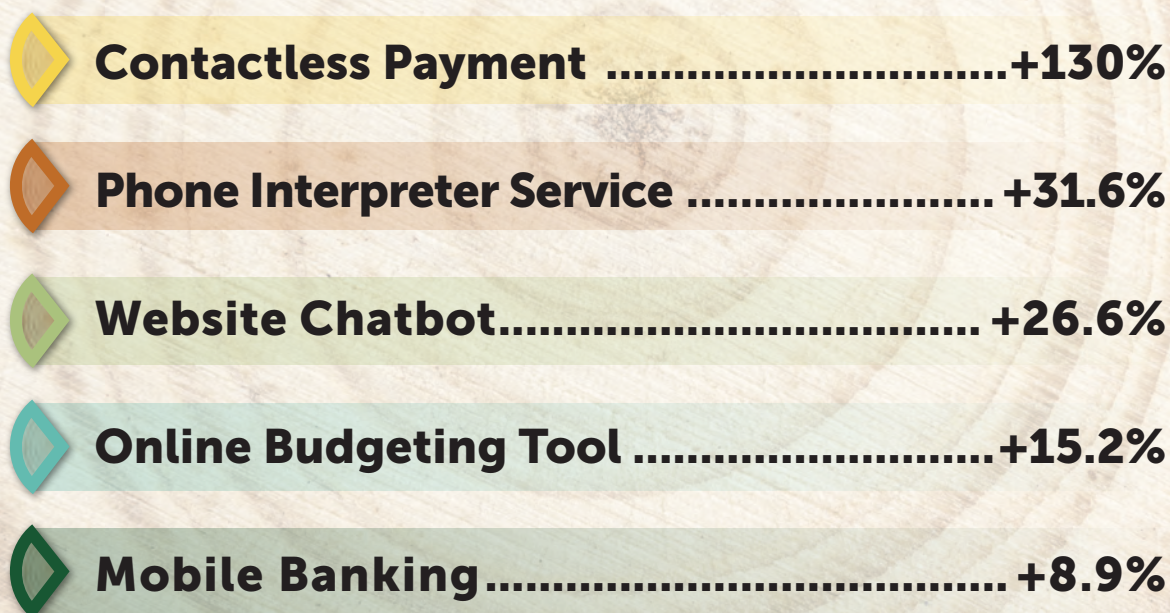 Contactless Payment ..............................+130%
Phone Interpreter Service ....................... +31.6%
Website Chatbot.................................... +26.6%
Online Budgeting Tool ...........................+15.2%
Mobile Banking....................................... +8.9%